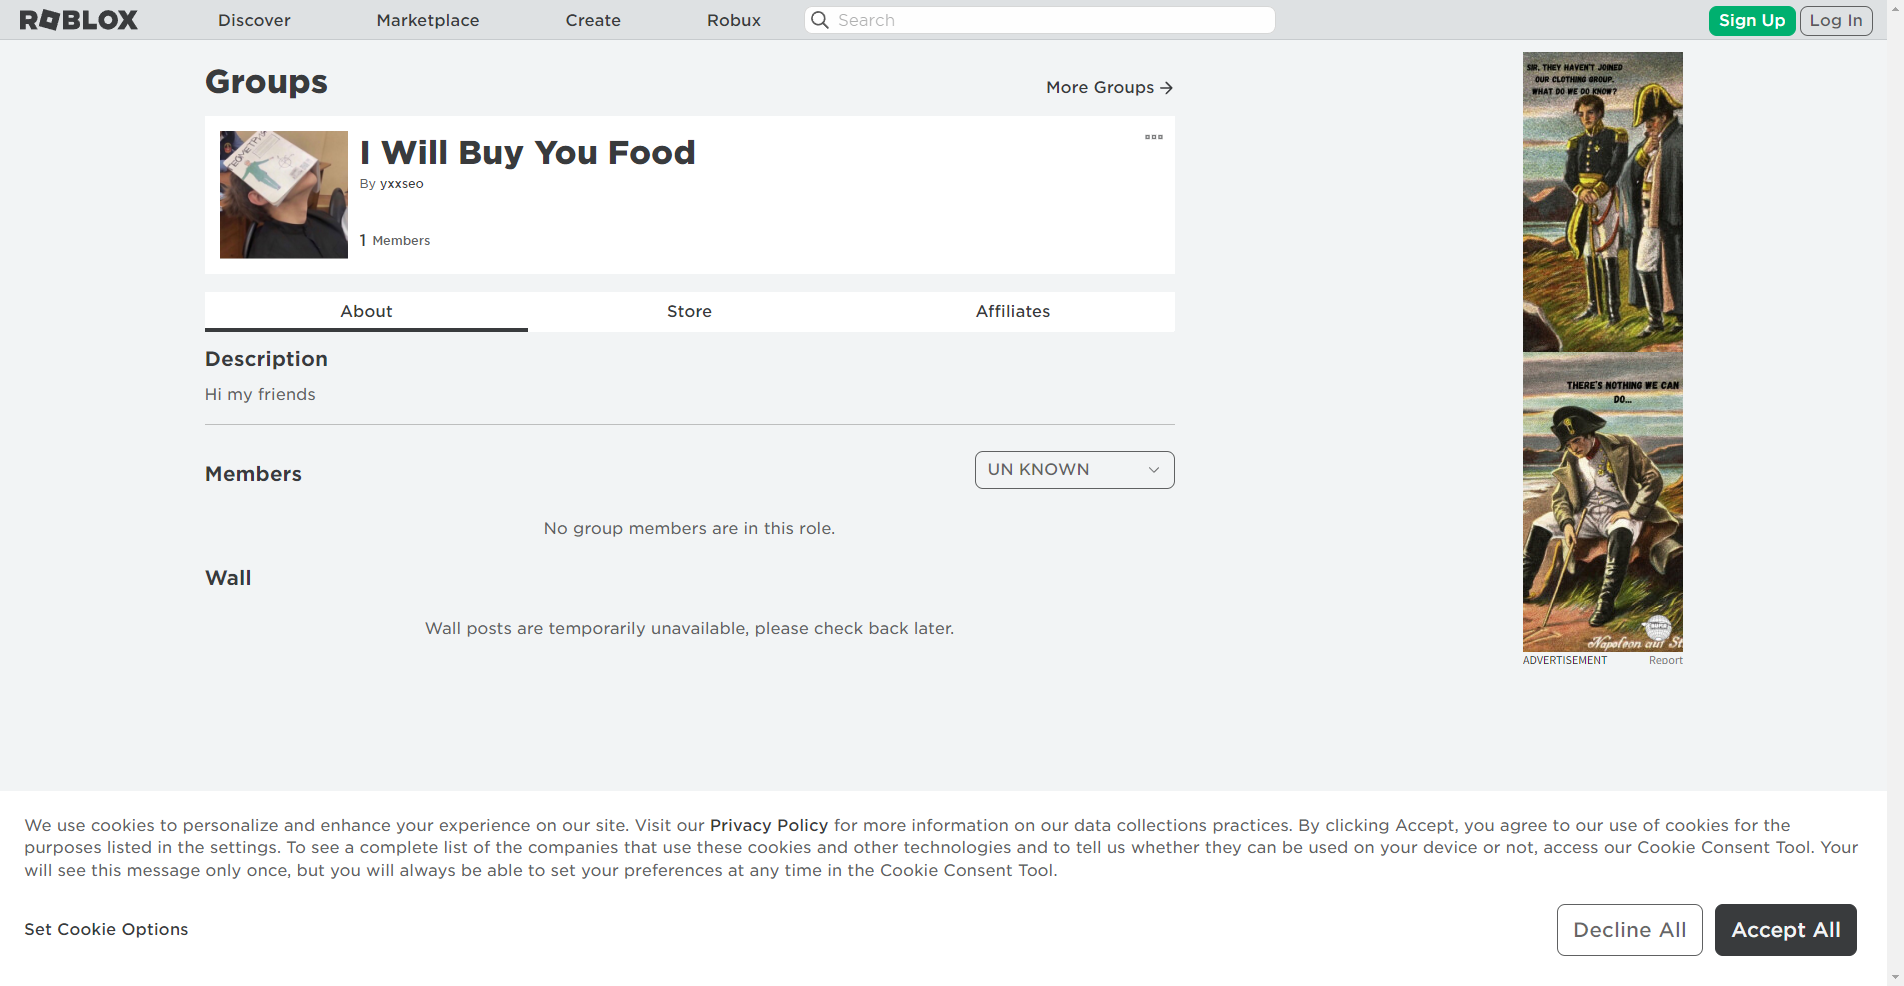 ROBLOX
Discover
Marketplace
Create
Robux
Search
Sign Up
Log In
Groups
More Groups
I Will Buy You Food
By yxxseo
1 Members
About
Store
Affiliates
Description
Hi my friends
Members
UN KNOWN
No group members are in this role.
Wall
Wall posts are temporarily unavailable, please check back later.
SIR, THEY HAVEN'T JOINED
OUR CLOTHING GROUP.
WHAT DO WE DO KNOW?
THERE'S NOTHING WE CAN
DO...
Napoleon auf St
ADVERTISEMENT
Report
We use cookies to personalize and enhance your experience on our site. Visit our Privacy Policy for more information on our data collections practices. By clicking Accept, you agree to our use of cookies for the
purposes listed in the settings. To see a complete list of the companies that use these cookies and other technologies and to tell us whether they can be used on your device or not, access our Cookie Consent Tool. Your
will see this message only once, but you will always be able to set your preferences at any time in the Cookie Consent Tool.
Set Cookie Options
Decline All
Accept All